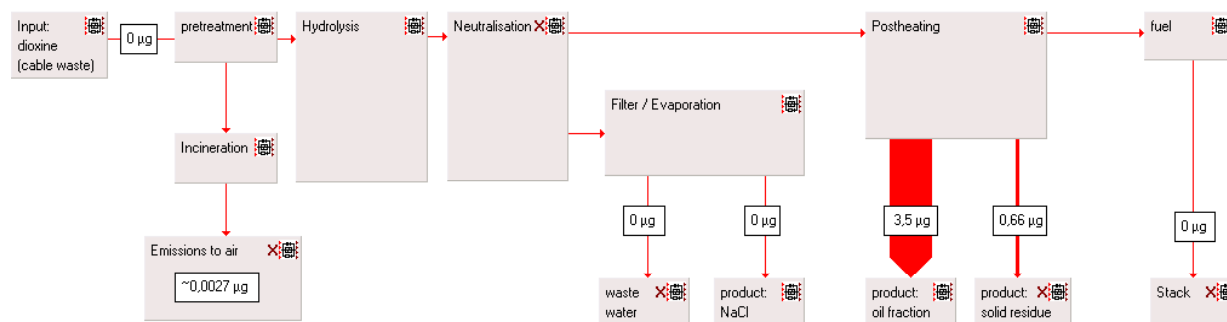 Input:
dioxine
(cable waste)
0 µg
pretreatment
Hydrolysis
Neutralisation
Postheating
fuel
Filter / Evaporation
Incineration
0 µg
0 µg
3,5 µg
0,66 µg
0 µg
Emissions to air
~0,0027 µg
waste
water
product:
NaCl
product:
oil fraction
product:
solid residue
Stack